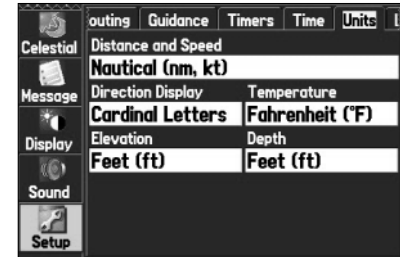 outing Guidance Timers Time Units
Celestial
Distance and Speed
Nautical (nm, kt)
Message
Direction Display Temperature
Cardinal Letters Fahrenheit (°F)
Display
Elevation Depth
Feet (ft) Feet (ft)
Sound
Setup